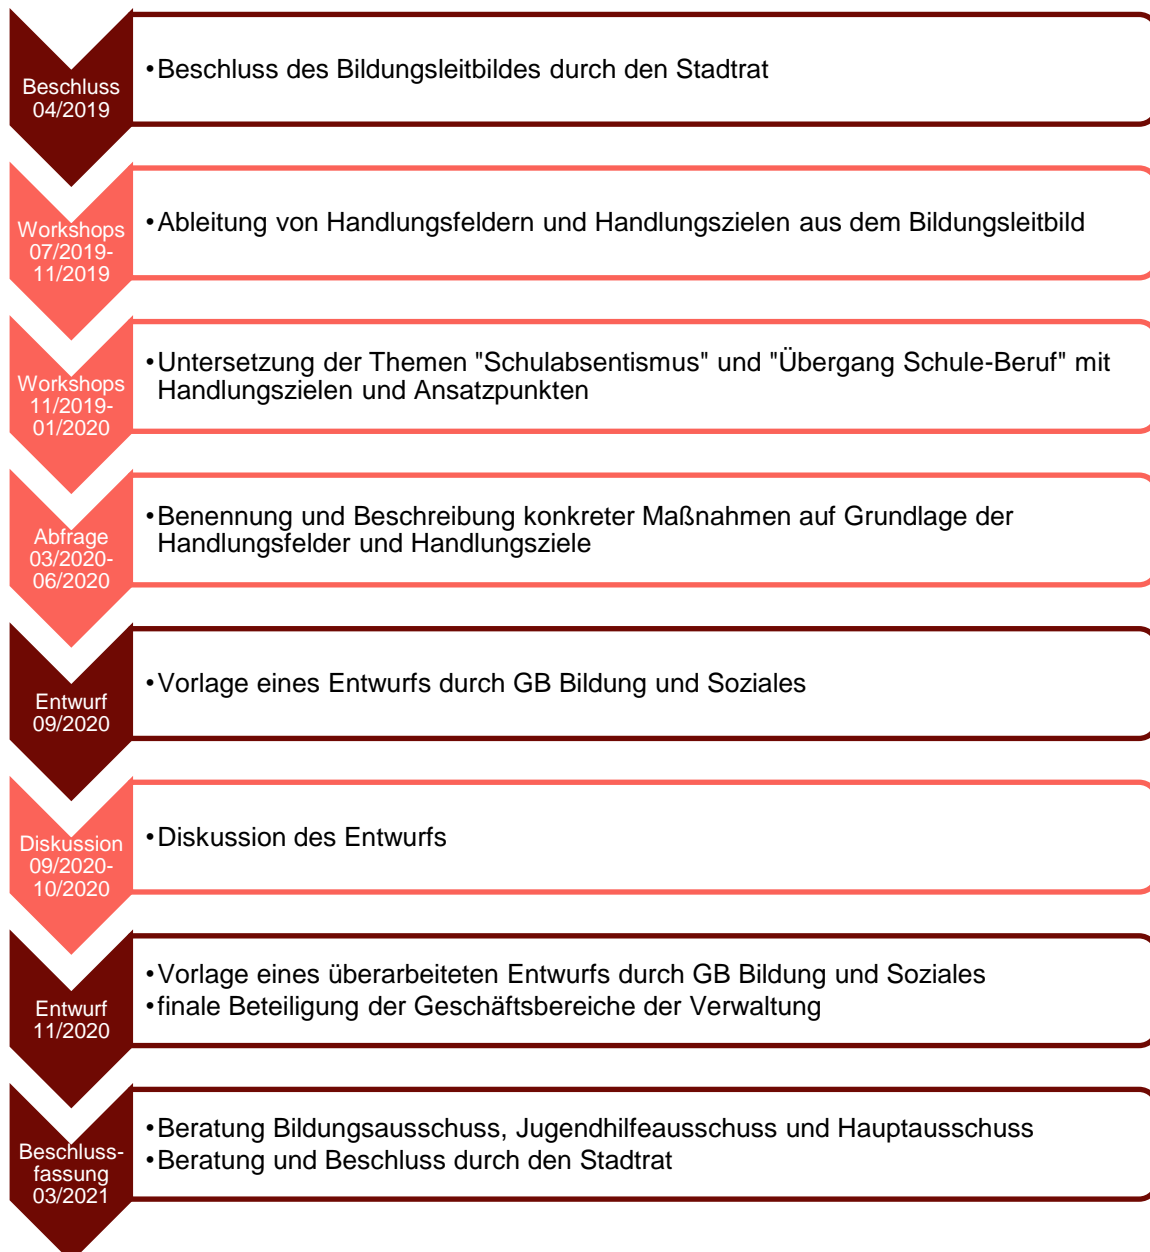 Beschluss
04/2019
•Beschluss des Bildungsleitbildes durch den Stadtrat
Workshops
07/2019-
11/2019
•Ableitung von Handlungsfeldern und Handlungszielen aus dem Bildungsleitbild
Workshops
11/2019-
01/2020
•Untersetzung der Themen "Schulabsentismus" und "Übergang Schule-Beruf" mit
Handlungszielen und Ansatzpunkten
Abfrage
03/2020-
06/2020
•Benennung und Beschreibung konkreter Maßnahmen auf Grundlage der
Handlungsfelder und Handlungsziele
Entwurf
09/2020
•Vorlage eines Entwurfs durch GB Bildung und Soziales
Diskussion
09/2020-
10/2020
•Diskussion des Entwurfs
Entwurf
11/2020
•Vorlage eines überarbeiteten Entwurfs durch GB Bildung und Soziales
•finale Beteiligung der Geschäftsbereiche der Verwaltung
Beschluss-
fassung
03/2021
•Beratung Bildungsausschuss, Jugendhilfeausschuss und Hauptausschuss
•Beratung und Beschluss durch den Stadtrat